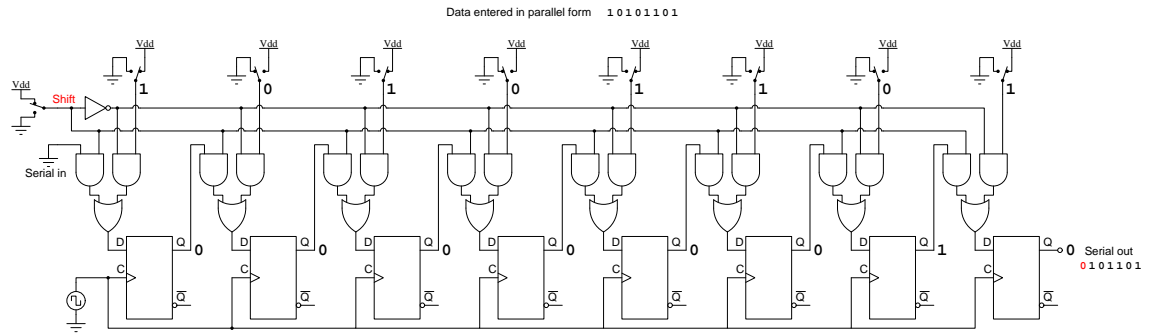 Data entered in parallel form 1 0 1 0 1 1 0 1
Vdd Vdd Vdd Vdd Vdd Vdd Vdd Vdd
Vdd
1 0 1 0 1 1 0 1
Shift
Serial in
D Q D Q D Q D Q D Q D Q D Q D Q
0 0 0 0 0 0 1 0 Serial out
0 1 0 1 1 0 1
C C C C C C C C
Q Q Q Q Q Q Q Q